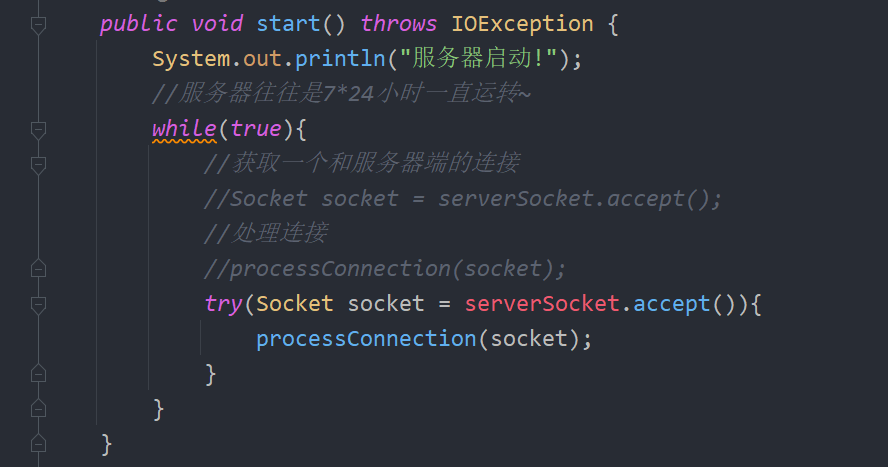 public void start() throws IOException {
System.out.println("服务器启动!");
//服务器往往是7*24小时一直运转~
while(true){
//获取一个和服务器端的连接
//Socket socket = serverSocket.accept();
//处理连接
//processConnection(socket);
try(Socket socket = serverSocket.accept()){
processConnection(socket);
}
}
}